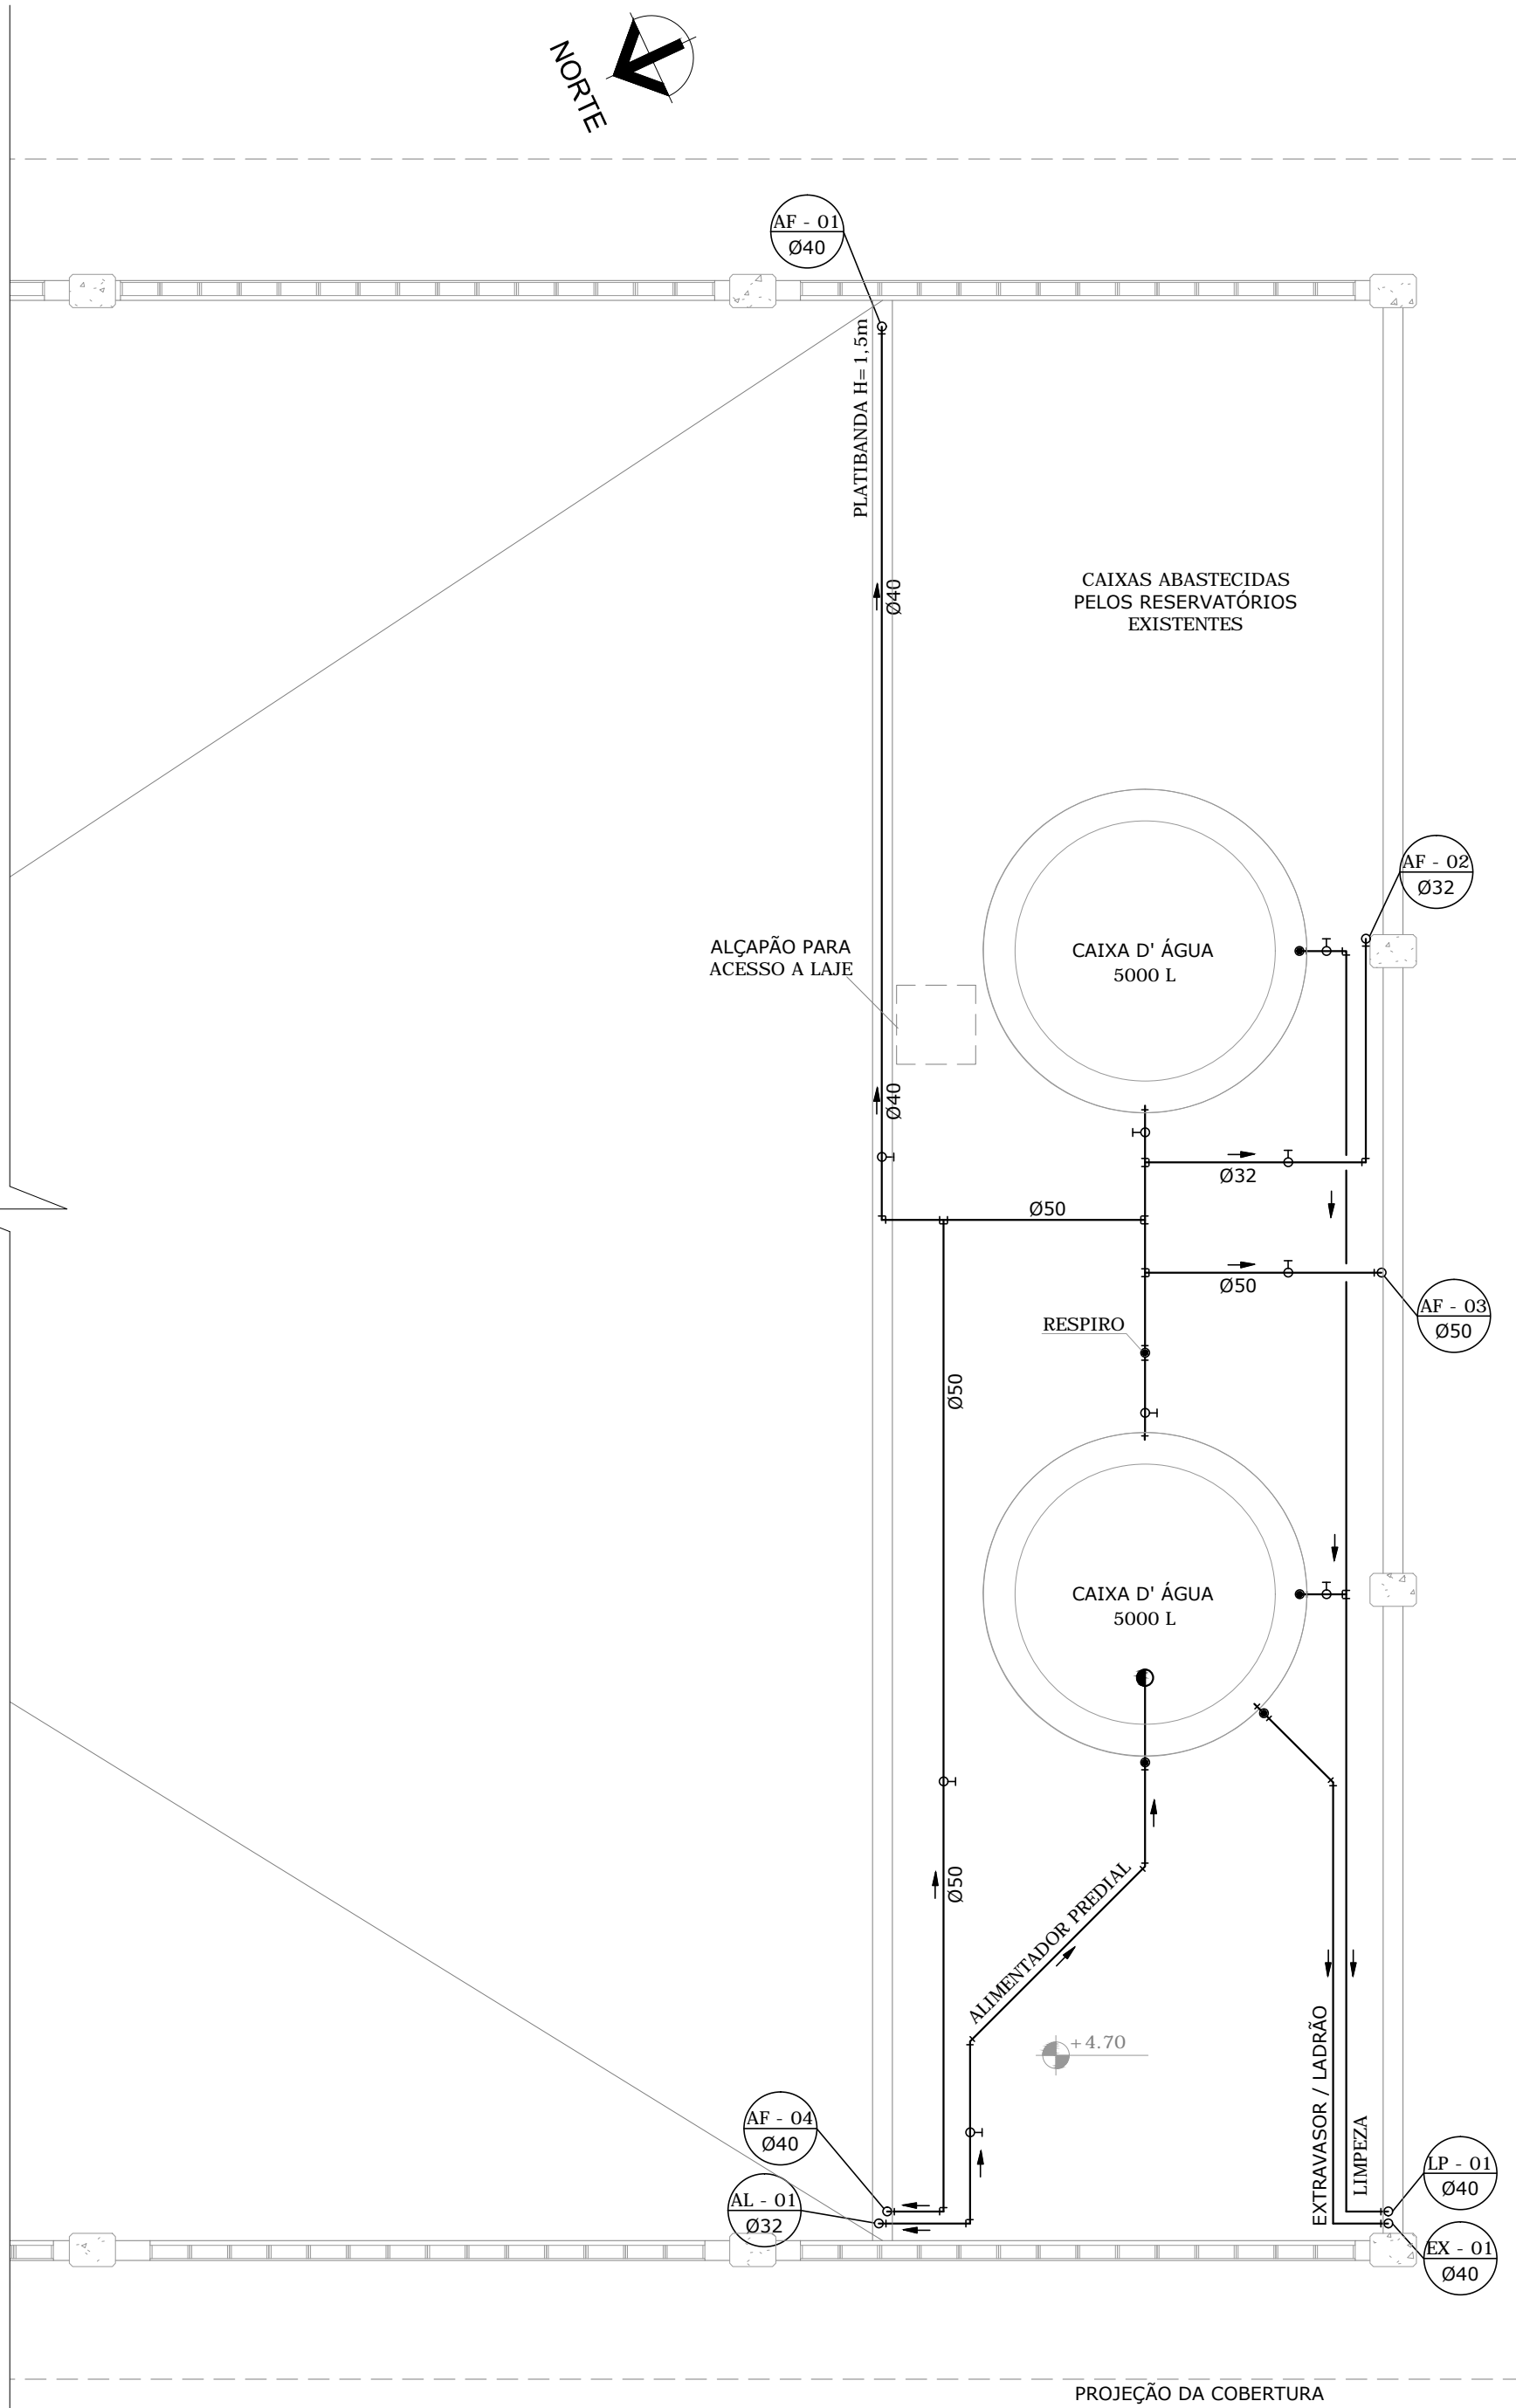 NORTE
AF - 01
Ø40
PLATIBANDA H= 1,5m
Ø40
CAIXAS ABASTECIDAS
PELOS RESERVATÓRIOS
EXISTENTES
AF - 02
Ø32
ALÇAPÃO PARA
ACESSO A LAJE
CAIXA D' ÁGUA
5000 L
Ø40
Ø32
Ø50
Ø50
AF - 03
Ø50
RESPIRO
Ø50
CAIXA D' ÁGUA
5000 L
Ø50
ALIMENTADOR PREDIAL
+4.70
EXTRAVASOR / LADRÃO
LIMPEZA
AF - 04
Ø40
AL - 01
Ø32
LP - 01
Ø40
EX - 01
Ø40
PROJEÇÃO DA COBERTURA